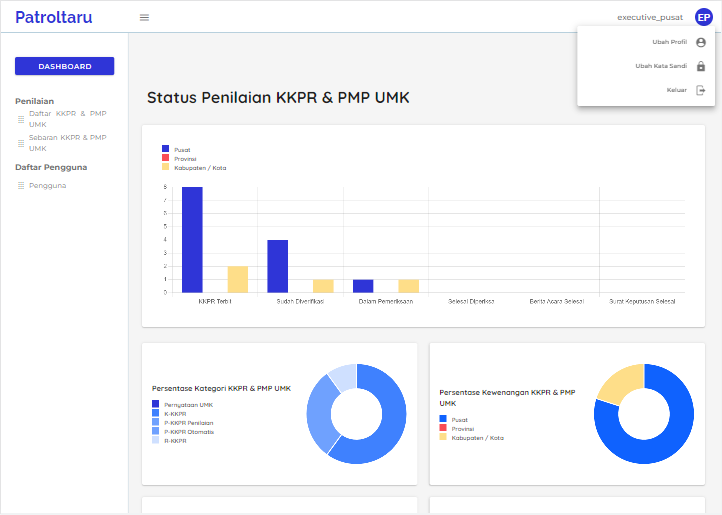 Patroltaru
executive_pusat
EP
Ubah Profil
Ubah Kata Sandi
Keluar
DASHBOARD
Penilaian
Daftar KKPR & PMP
UMK
Sebaran KKPR & PMP
UMK
Daftar Pengguna
Pengguna
Status Penilaian KKPR & PMP UMK
Pusat
Provinsi
Kabupaten / Kota
8
7
6
5
4
3
2
1
0
KKPR Terbit
Sudah Diverifikasi
Dalam Pemeriksaan
Selesai Diperiksa
Berita Acara Selesai
Surat Keputusan Selesai
Persentase Kategori KKPR & PMP UMK
Pernyataan UMK
K-KKPR
P-KKPR Penilaian
P-KKPR Otomatis
R-KKPR
Persentase Kewenangan KKPR & PMP
UMK
Pusat
Provinsi
Kabupaten / Kota